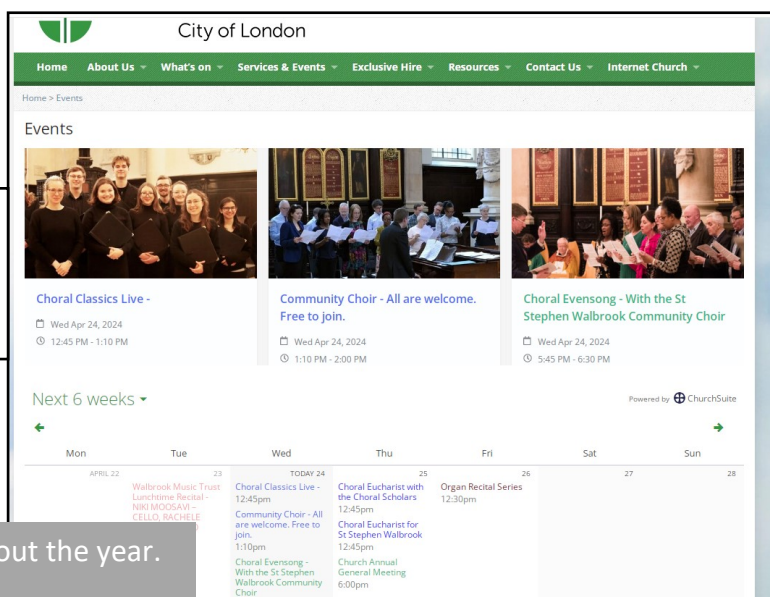 City of London
Home About Us What's on Services & Events Exclusive Hire Resources Contact Us Internet Church
Home > Events
Events
Choral Classics Live -
Wed Apr 24, 2024
12:45 PM - 1:10 PM
Community Choir - All are welcome.
Free to join.
Wed Apr 24, 2024
1:10 PM - 2:00 PM
Choral Evensong - With the St
Stephen Walbrook Community Choir
Wed Apr 24, 2024
5:45 PM - 6:30 PM
Next 6 weeks
Powered by ChurchSuite
Mon Tue Wed Thu Fri Sat Sun
APRIL 22 23 TODAY 24 25 26 27 28
Walbrook Music Trust
Lunchtime Recital -
NIKI MOOSAVI –
CELLO, RACHELE
Choral Classics Live -
12:45pm
Community Choir - All
are welcome. Free to
join.
1:10pm
Choral Evensong -
With the St Stephen
Walbrook Community
Choir
Choral Eucharist with
the Choral Scholars
12:45pm
Choral Eucharist for
St Stephen Walbrook
12:45pm
Church Annual
General Meeting
6:00pm
Organ Recital Series
12:30pm
out the year.